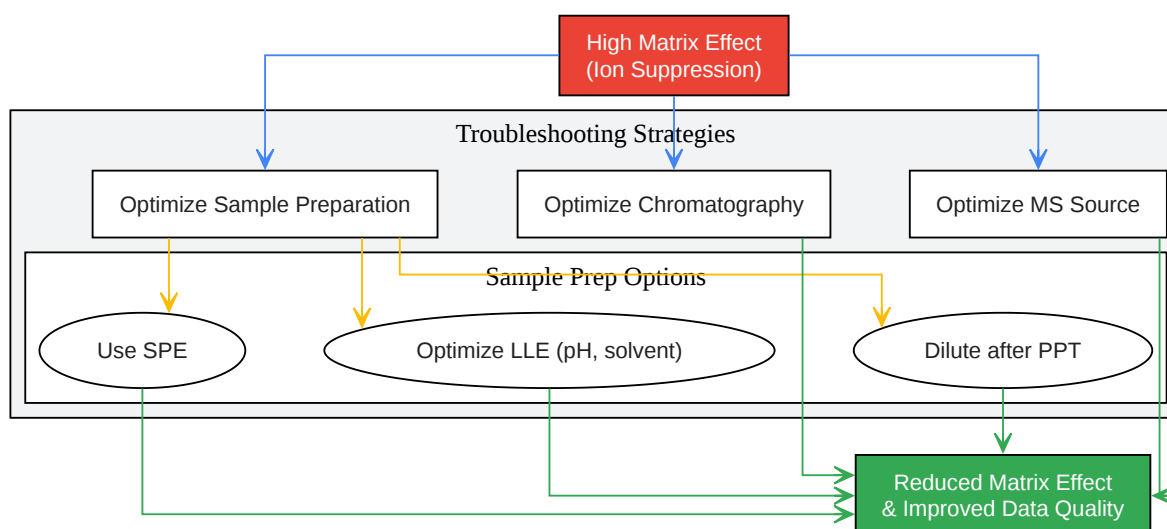 High Matrix Effect
(Ion Suppression)
Troubleshooting Strategies
Optimize Sample Preparation
Optimize Chromatography
Optimize MS Source
Sample Prep Options
Use SPE
Optimize LLE (pH, solvent)
Dilute after PPT
Reduced Matrix Effect
& Improved Data Quality